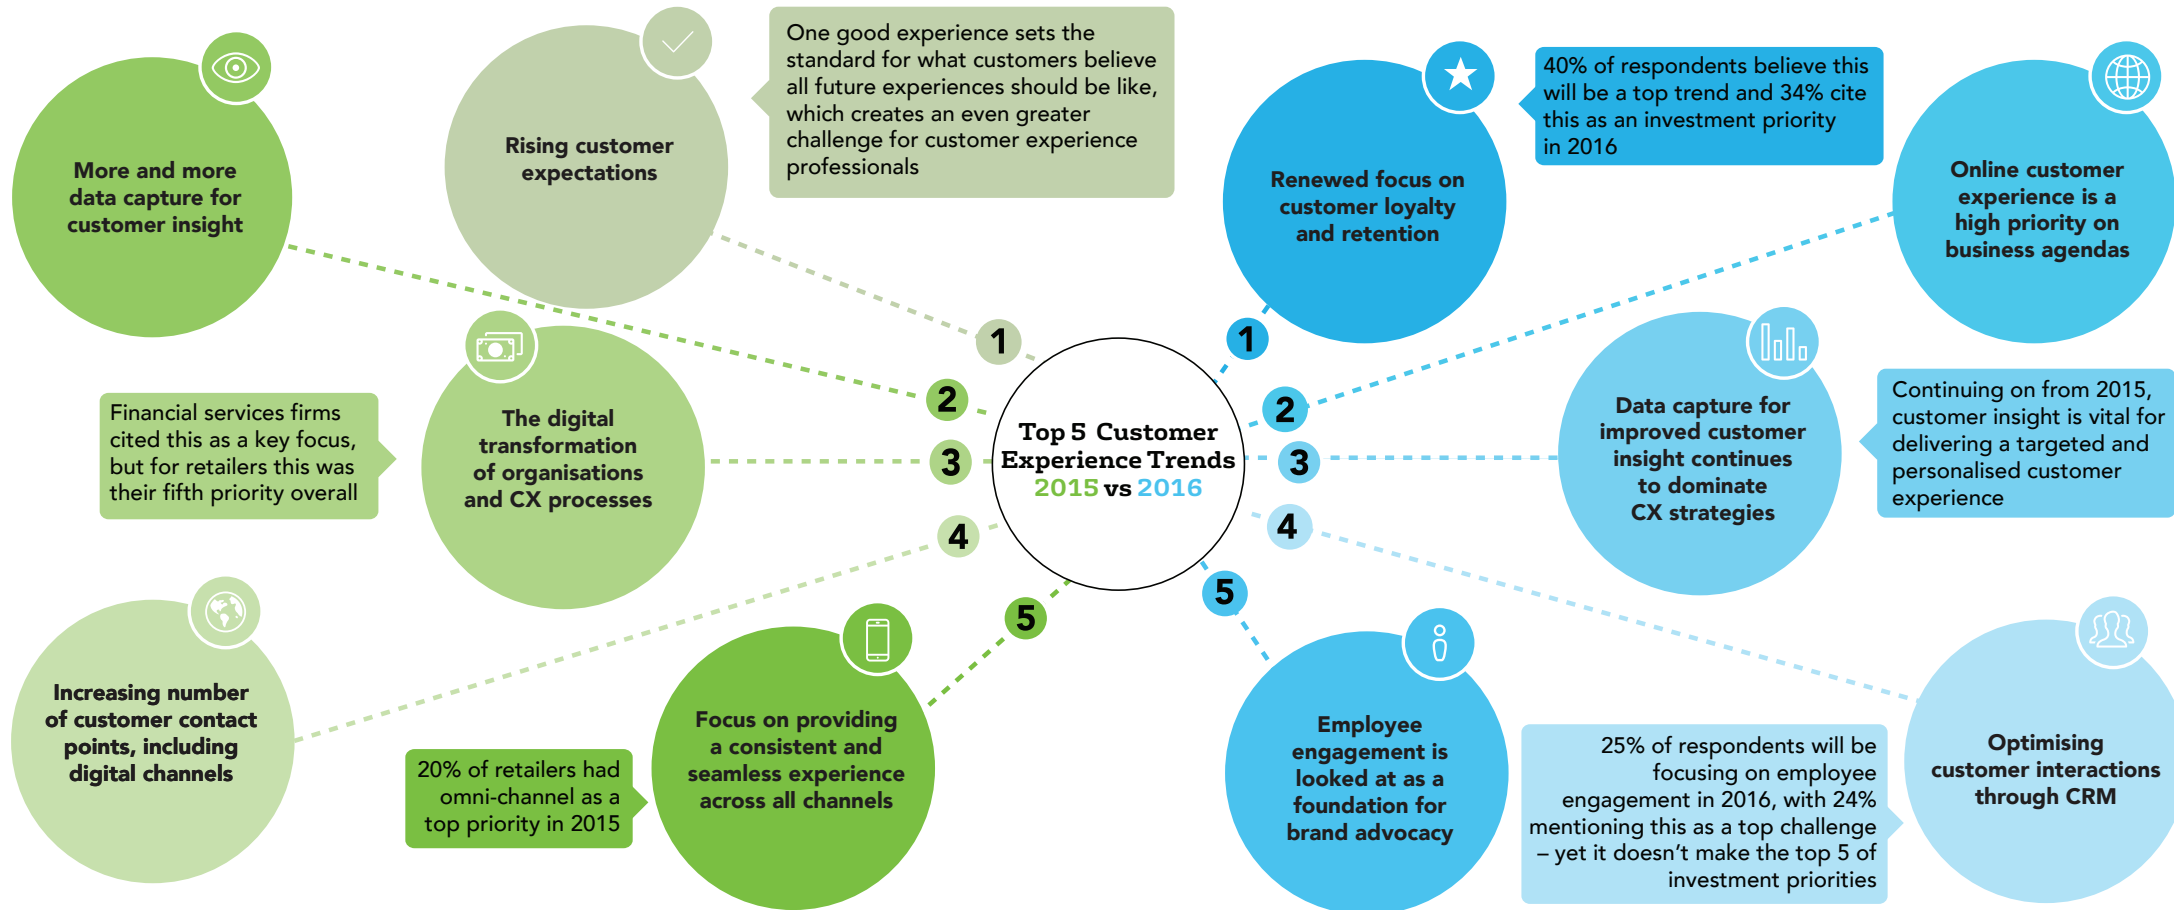 Top 5 Customer
Experience Trends
2015 vs 2016
1
Rising customer
expectations
One good experience sets the
standard for what customers believe
all future experiences should be like,
which creates an even greater
challenge for customer experience
professionals
2
More and more
data capture for
customer insight
3
The digital
transformation
of organisations
and CX processes
Financial services firms
cited this as a key focus,
but for retailers this was
their fifth priority overall
4
Increasing number
of customer contact
points, including
digital channels
5
Focus on providing
a consistent and
seamless experience
across all channels
20% of retailers had
omni-channel as a
top priority in 2015
1
Renewed focus on
customer loyalty
and retention
40% of respondents believe this
will be a top trend and 34% cite
this as an investment priority
in 2016
2
Online customer
experience is a
high priority on
business agendas
3
Data capture for
improved customer
insight continues
to dominate
CX strategies
Continuing on from 2015,
customer insight is vital for
delivering a targeted and
personalised customer
experience
4
Optimising
customer interactions
through CRM
5
Employee
engagement is
looked at as a
foundation for
brand advocacy
25% of respondents will be
focusing on employee
engagement in 2016, with 24%
mentioning this as a top challenge
– yet it doesn't make the top 5 of
investment priorities